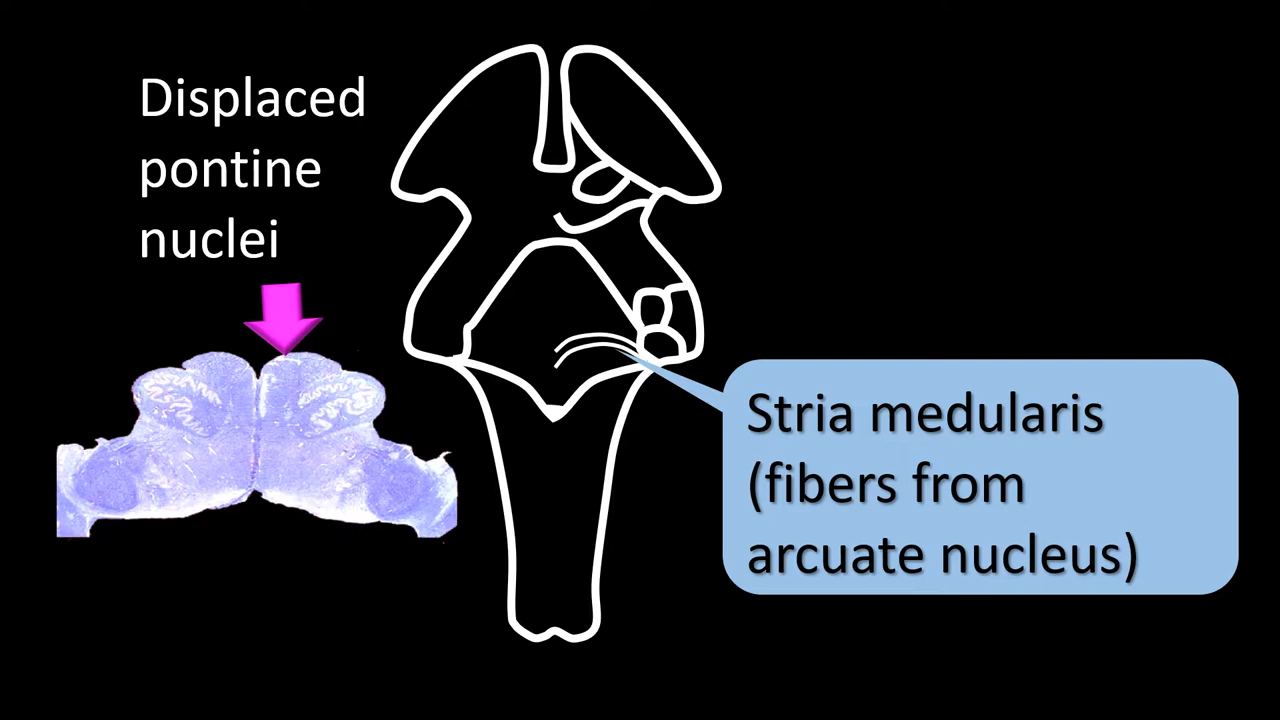 Displaced
pontine
nuclei
Stria medularis
(fibers from
arcuate nucleus)